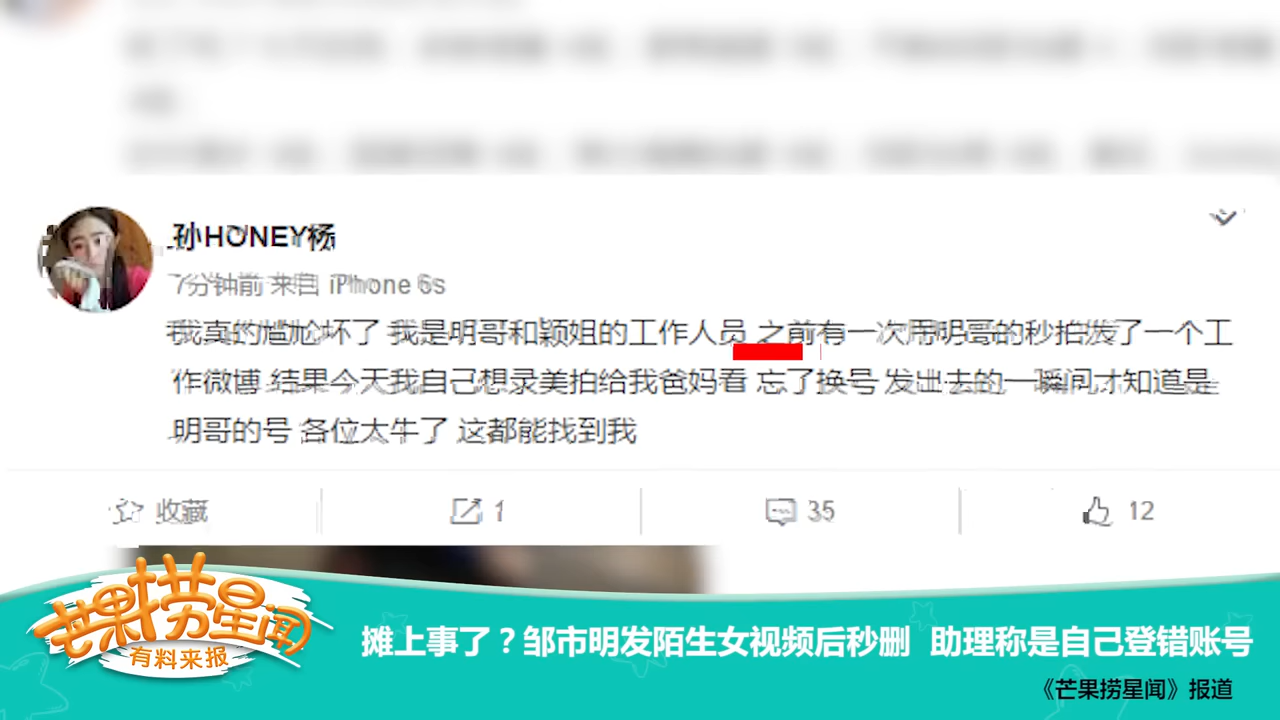 孙HONEY杨
7分钟前 来自 iPhone 6s
我真的尴尬坏了 我是明哥和颖姐的工作人员 之前有一次用明哥的秒拍发了一个工
作微博 结果今天我自己想录美拍给我爸妈看 忘了换号 发出去的一瞬间才知道是
明哥的号 各位太牛了 这都能找到我
收藏 1 35 12
芒果捞星闻
有料来报
摊上事了？邹市明发陌生女视频后秒删 助理称是自己登错账号
《芒果捞星闻》报道